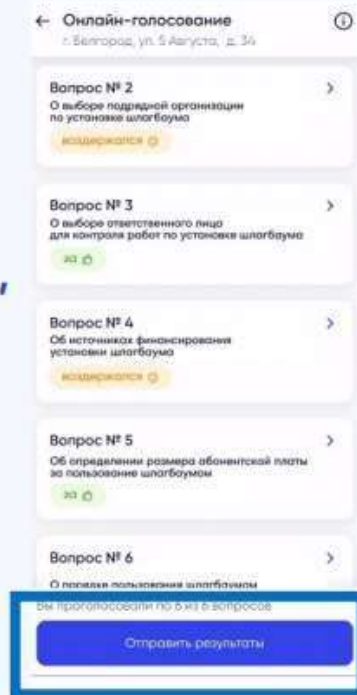 ← Онлайн-голосование
г. Белгород, ул. 5 Августа, д. 34
Вопрос № 2
О выборе подрядной организации
по установке шлагбаума
воздержался
Вопрос № 3
О выборе ответственного лица
для контроля работ по установке шлагбаума
за
Вопрос № 4
Об источниках финансирования
установки шлагбаума
воздержался
Вопрос № 5
Об определении размера абонентской платы
за пользование шлагбаумом
за
Вопрос № 6
О порядке пользования шлагбаумом
Вы проголосовали по 6 из 6 вопросов
Отправить результаты